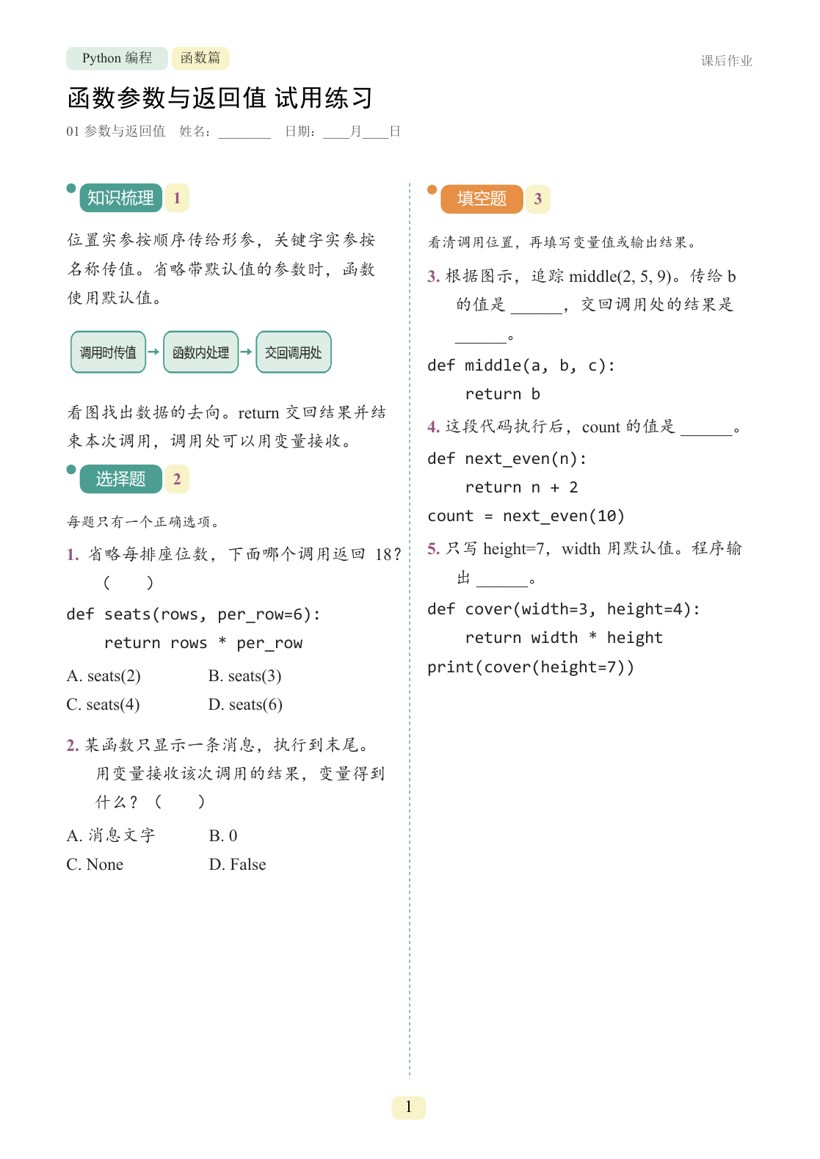 Python 编程 函数篇
课后作业
函数参数与返回值 试用练习
01 参数与返回值 姓名：________ 日期：____月____日
知识梳理 1
位置实参按顺序传给形参，关键字实参按
名称传值。省略带默认值的参数时，函数
使用默认值。
调用时传值 → 函数内处理 → 交回调用处
看图找出数据的去向。return 交回结果并结
束本次调用，调用处可以用变量接收。
选择题 2
每题只有一个正确选项。
1. 省略每排座位数，下面哪个调用返回 18？
（　　）
def seats(rows, per_row=6):
    return rows * per_row
A. seats(2) B. seats(3)
C. seats(4) D. seats(6)
2. 某函数只显示一条消息，执行到末尾。
用变量接收该次调用的结果，变量得到
什么？（　　）
A. 消息文字 B. 0
C. None D. False
填空题 3
看清调用位置，再填写变量值或输出结果。
3. 根据图示，追踪 middle(2, 5, 9)。传给 b
的值是 ______，交回调用处的结果是
______。
def middle(a, b, c):
    return b
4. 这段代码执行后，count 的值是 ______。
def next_even(n):
    return n + 2
count = next_even(10)
5. 只写 height=7，width 用默认值。程序输
出 ______。
def cover(width=3, height=4):
    return width * height
print(cover(height=7))
1